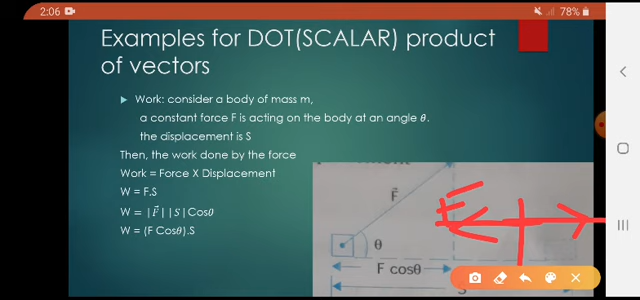 2:06
78%
Examples for DOT(SCALAR) product
of vectors
Work: consider a body of mass m,
a constant force F is acting on the body at an angle θ.
the displacement is S
Then, the work done by the force
Work = Force X Displacement
W = F.S
W = |F⃗||S|Cosθ
W = (F Cosθ).S
F⃗
θ
F cosθ